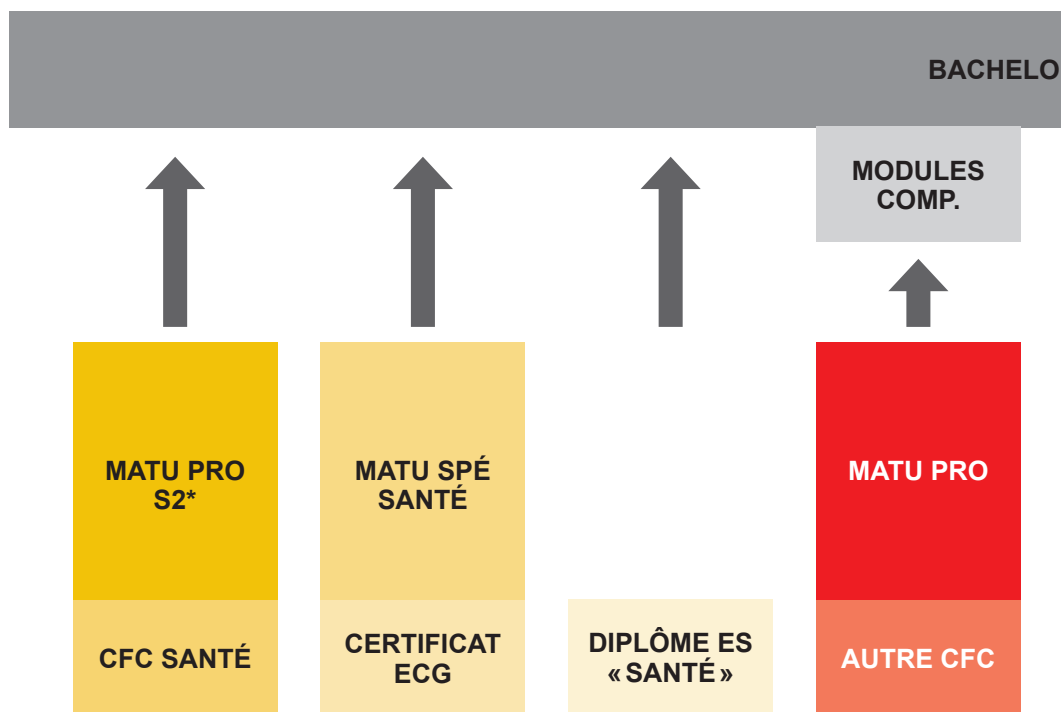 BACHELO
MODULES
COMP.
MATU PRO
S2*
MATU SPÉ
SANTÉ
MATU PRO
CFC SANTÉ
CERTIFICAT
ECG
DIPLÔME ES
«SANTÉ»
AUTRE CFC